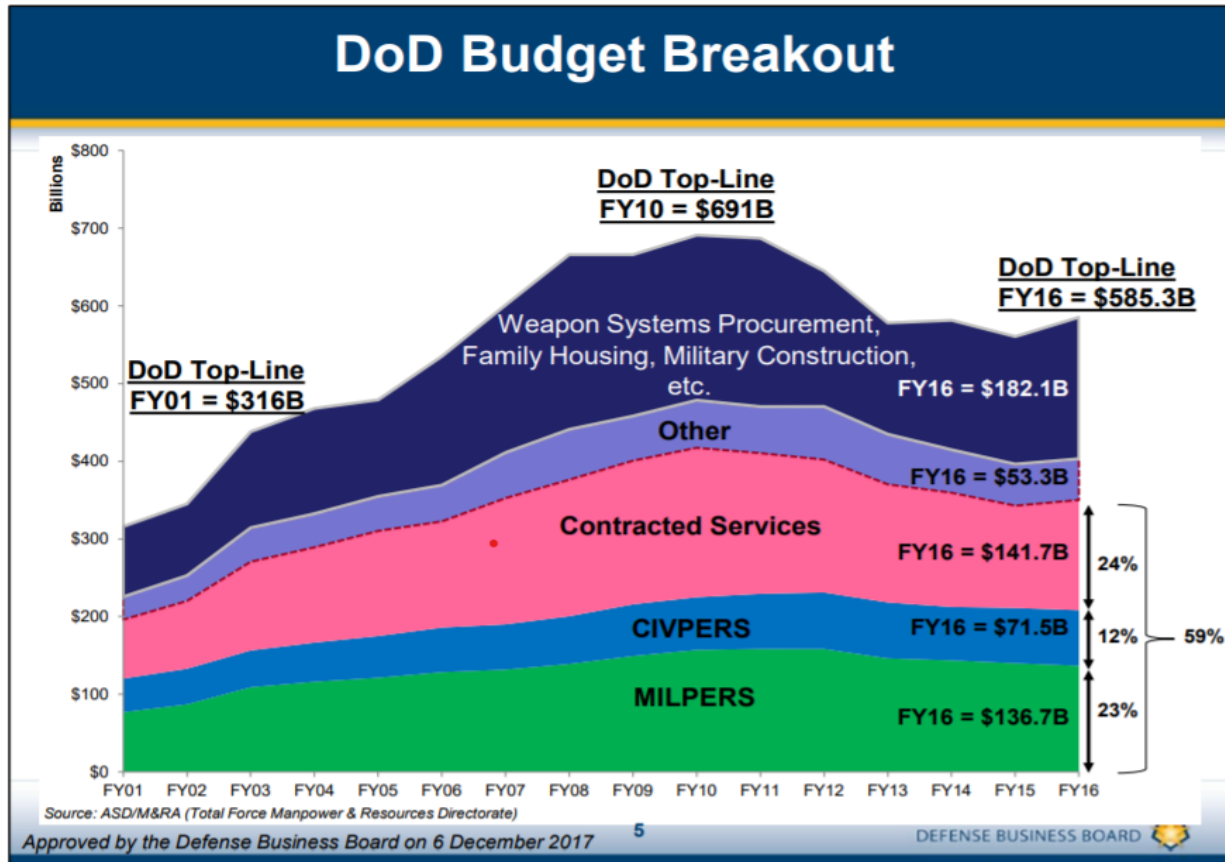 DoD Budget Breakout
$800
Billions
$700
$600
$500
$400
$300
$200
$100
$0
DoD Top-Line
FY01 = $316B
DoD Top-Line
FY10 = $691B
DoD Top-Line
FY16 = $585.3B
Weapon Systems Procurement,
Family Housing, Military Construction,
etc.
FY16 = $182.1B
Other
FY16 = $53.3B
Contracted Services
FY16 = $141.7B
24%
CIVPERS
FY16 = $71.5B
12%
59%
MILPERS
FY16 = $136.7B
23%
FY01 FY02 FY03 FY04 FY05 FY06 FY07 FY08 FY09 FY10 FY11 FY12 FY13 FY14 FY15 FY16
Source: ASD/M&RA (Total Force Manpower & Resources Directorate)
Approved by the Defense Business Board on 6 December 2017
5
DEFENSE BUSINESS BOARD